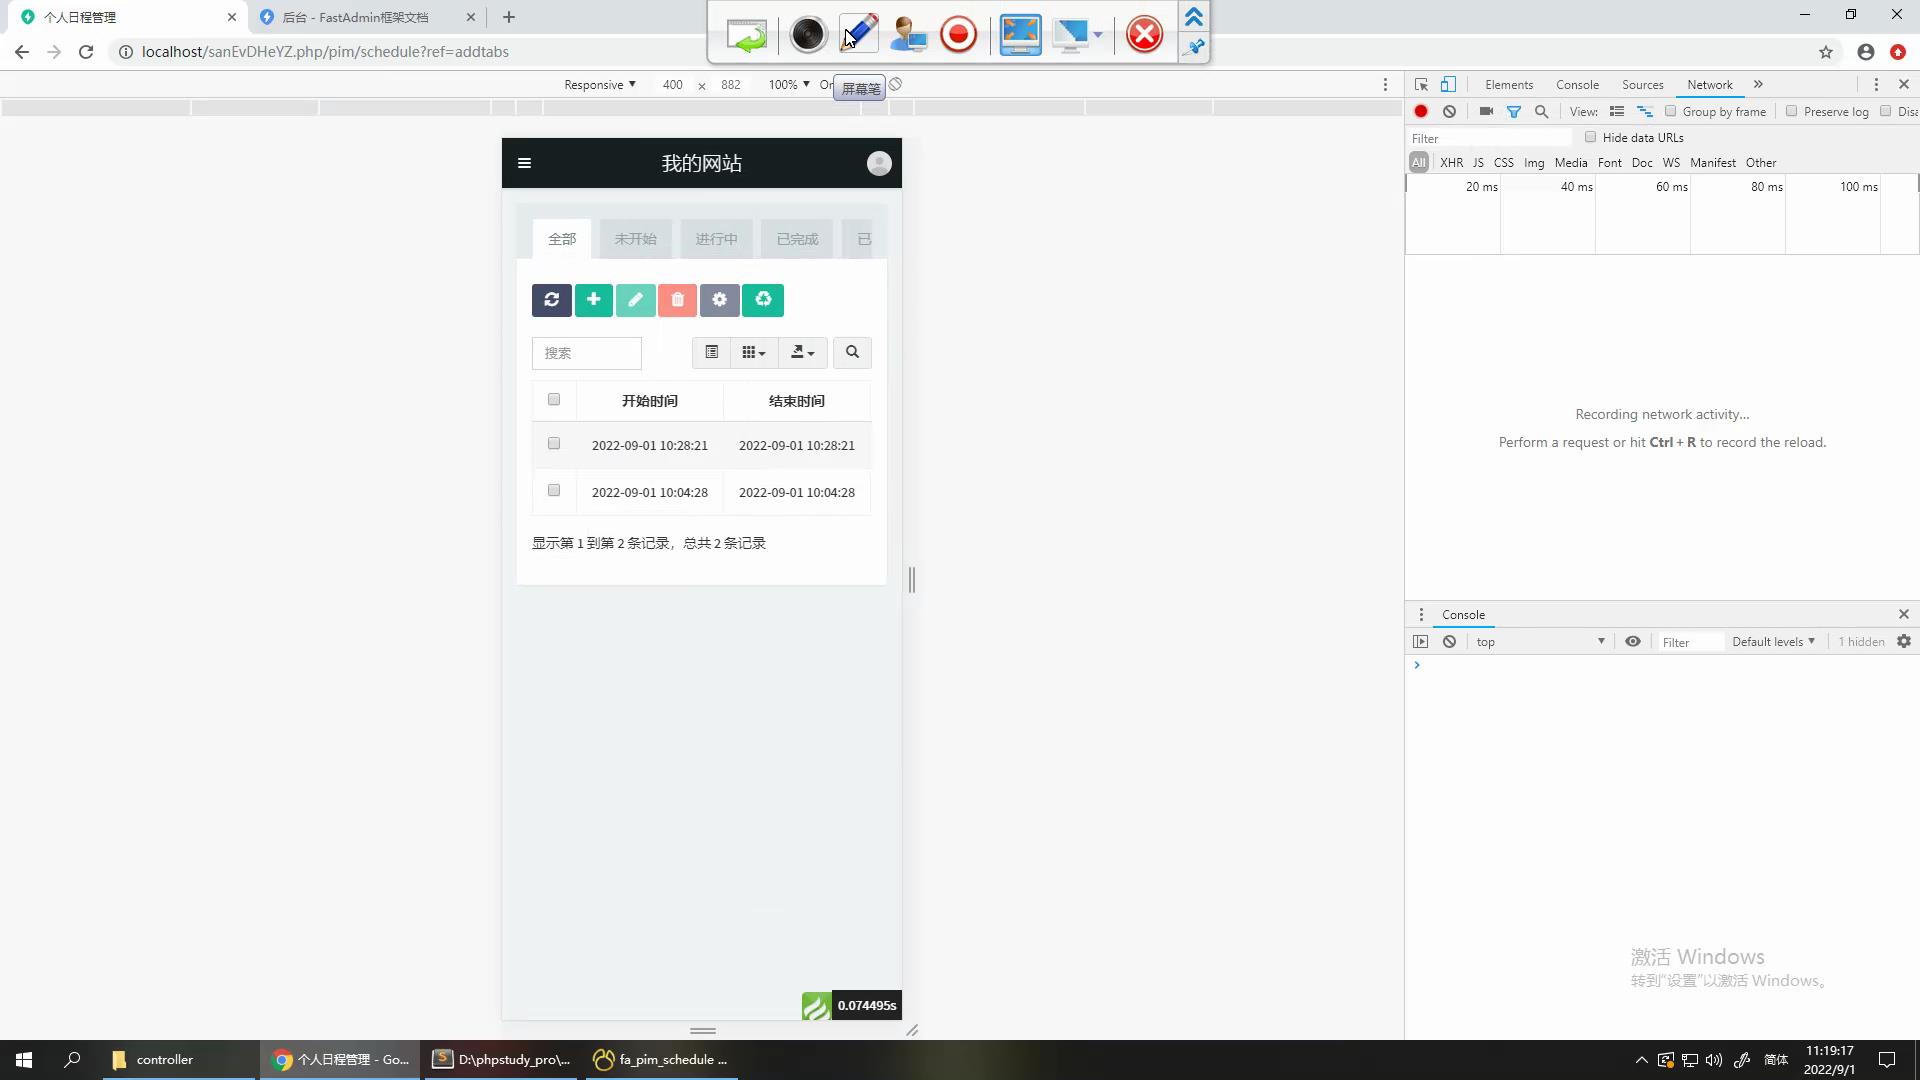 个人日程管理
后台 - FastAdmin框架文档
localhost/sanEvDHeYZ.php/pim/schedule?ref=addtabs
屏幕笔
Responsive 400 x 882 100%
Elements Console Sources Network
View: Group by frame Preserve log
Filter Hide data URLs
All XHR JS CSS Img Media Font Doc WS Manifest Other
20 ms 40 ms 60 ms 80 ms 100 ms
我的网站
全部 未开始 进行中 已完成 已
搜索
开始时间 结束时间
2022-09-01 10:28:21 2022-09-01 10:28:21
2022-09-01 10:04:28 2022-09-01 10:04:28
显示第 1 到第 2 条记录，总共 2 条记录
0.074495s
Recording network activity...
Perform a request or hit Ctrl + R to record the reload.
Console
top Filter Default levels 1 hidden
激活 Windows
转到"设置"以激活 Windows。
controller
个人日程管理 - Go...
D:\phpstudy_pro\...
fa_pim_schedule ...
简体
11:19:17
2022/9/1